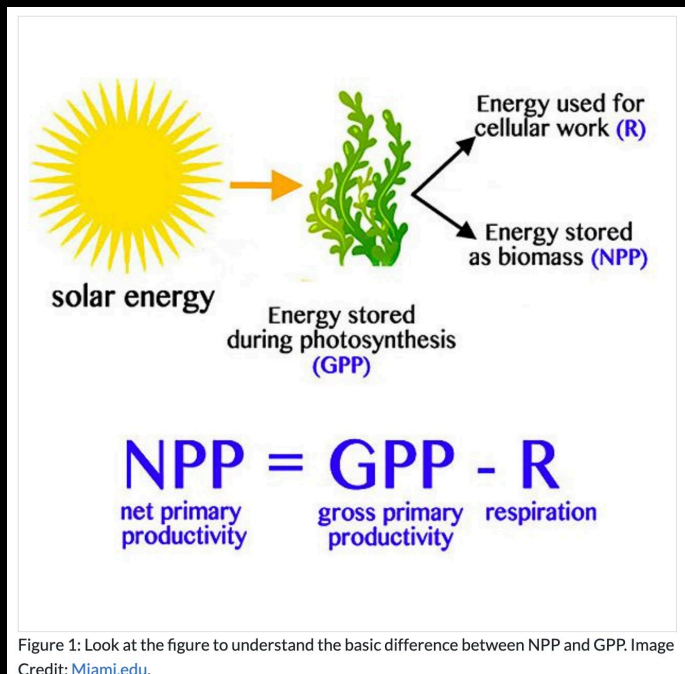 Energy used for
cellular work (R)
Energy stored
as biomass (NPP)
solar energy
Energy stored
during photosynthesis
(GPP)
NPP = GPP - R
net primary
productivity
gross primary
productivity
respiration
Figure 1: Look at the figure to understand the basic difference between NPP and GPP. Image
Credit: Miami.edu.